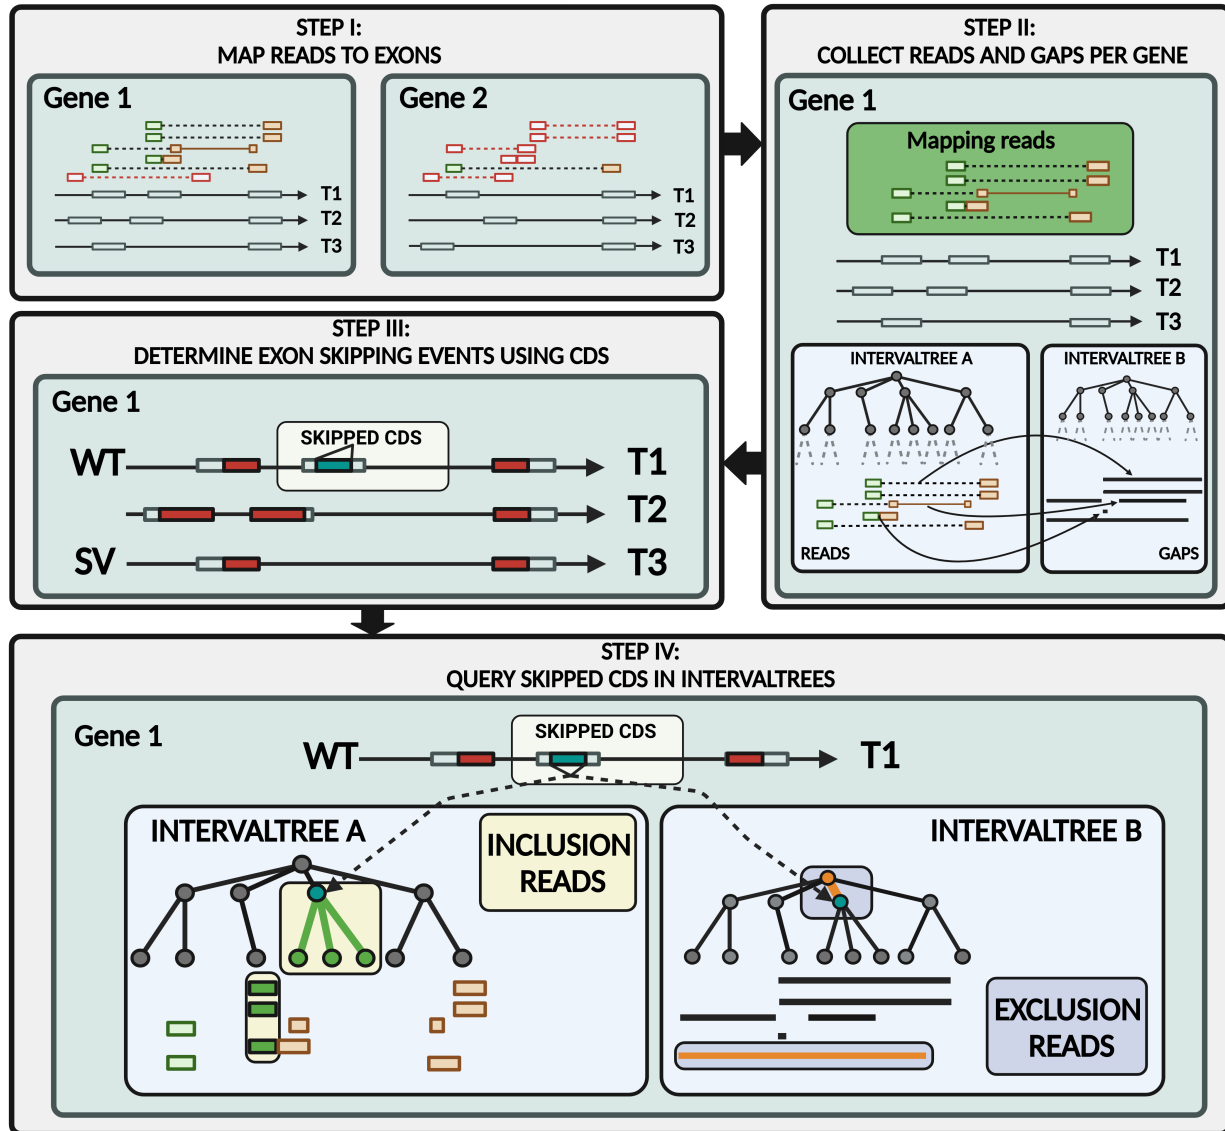 STEP I:
MAP READS TO EXONS
Gene 1
T1
T2
T3
Gene 2
T1
T2
T3
STEP II:
COLLECT READS AND GAPS PER GENE
Gene 1
Mapping reads
T1
T2
T3
INTERVALTREE A
READS
INTERVALTREE B
GAPS
STEP III:
DETERMINE EXON SKIPPING EVENTS USING CDS
Gene 1
SKIPPED CDS
WT
T1
T2
SV
T3
STEP IV:
QUERY SKIPPED CDS IN INTERVALTREES
Gene 1
SKIPPED CDS
WT
T1
INTERVALTREE A
INCLUSION
READS
INTERVALTREE B
EXCLUSION
READS